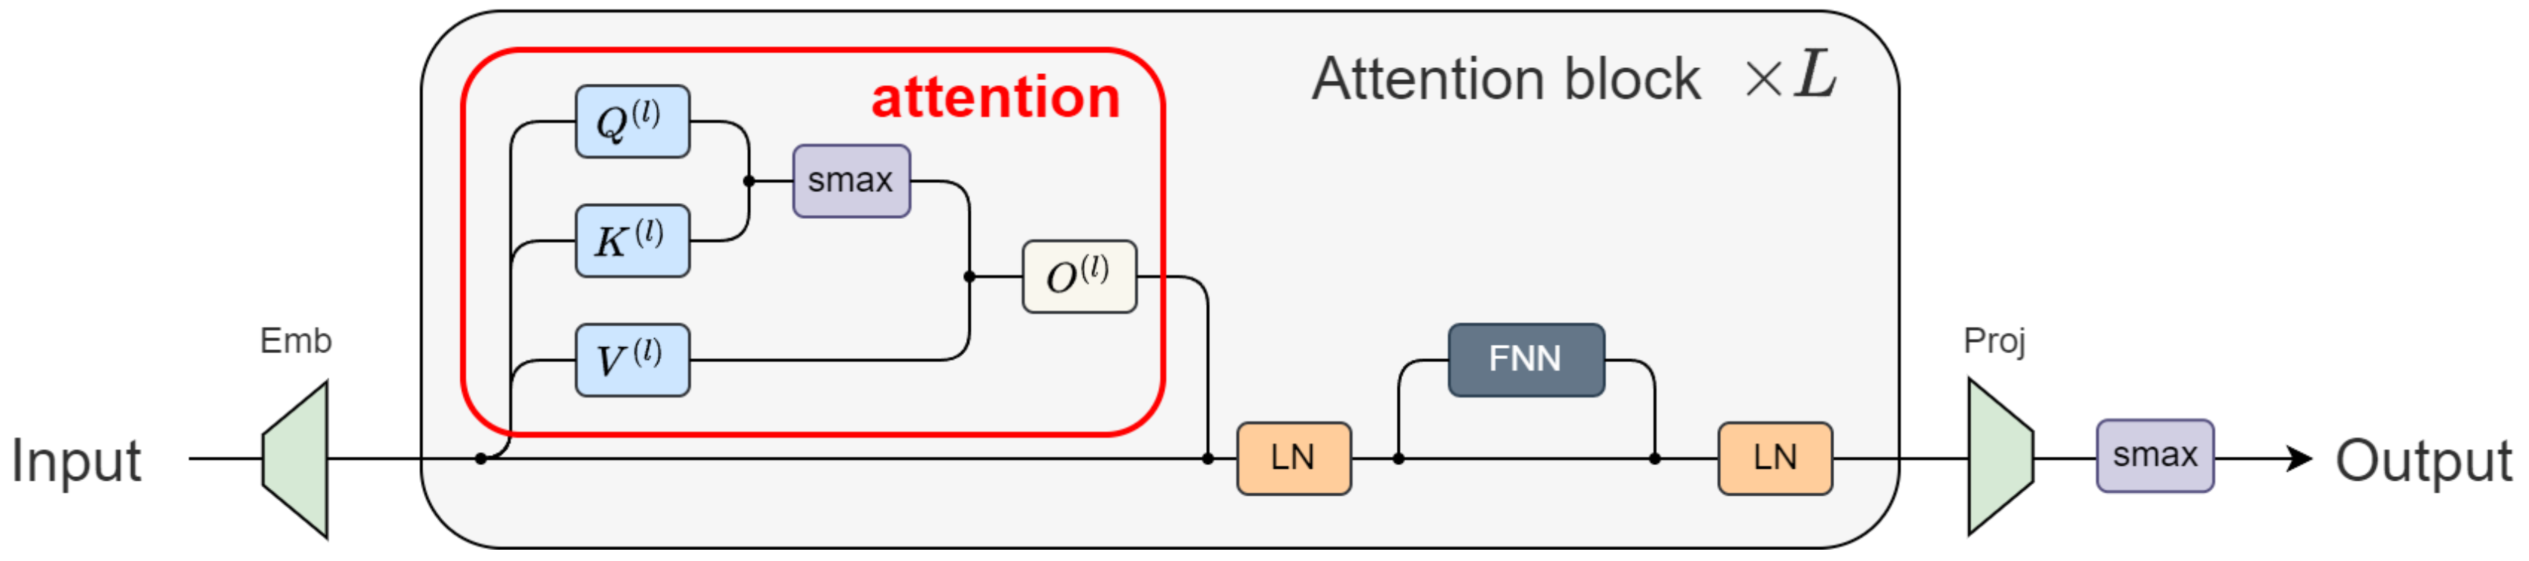 Input
Emb
attention
Q^{(l)}
K^{(l)}
V^{(l)}
smax
O^{(l)}
Attention block ×L
LN
FNN
LN
Proj
smax
Output